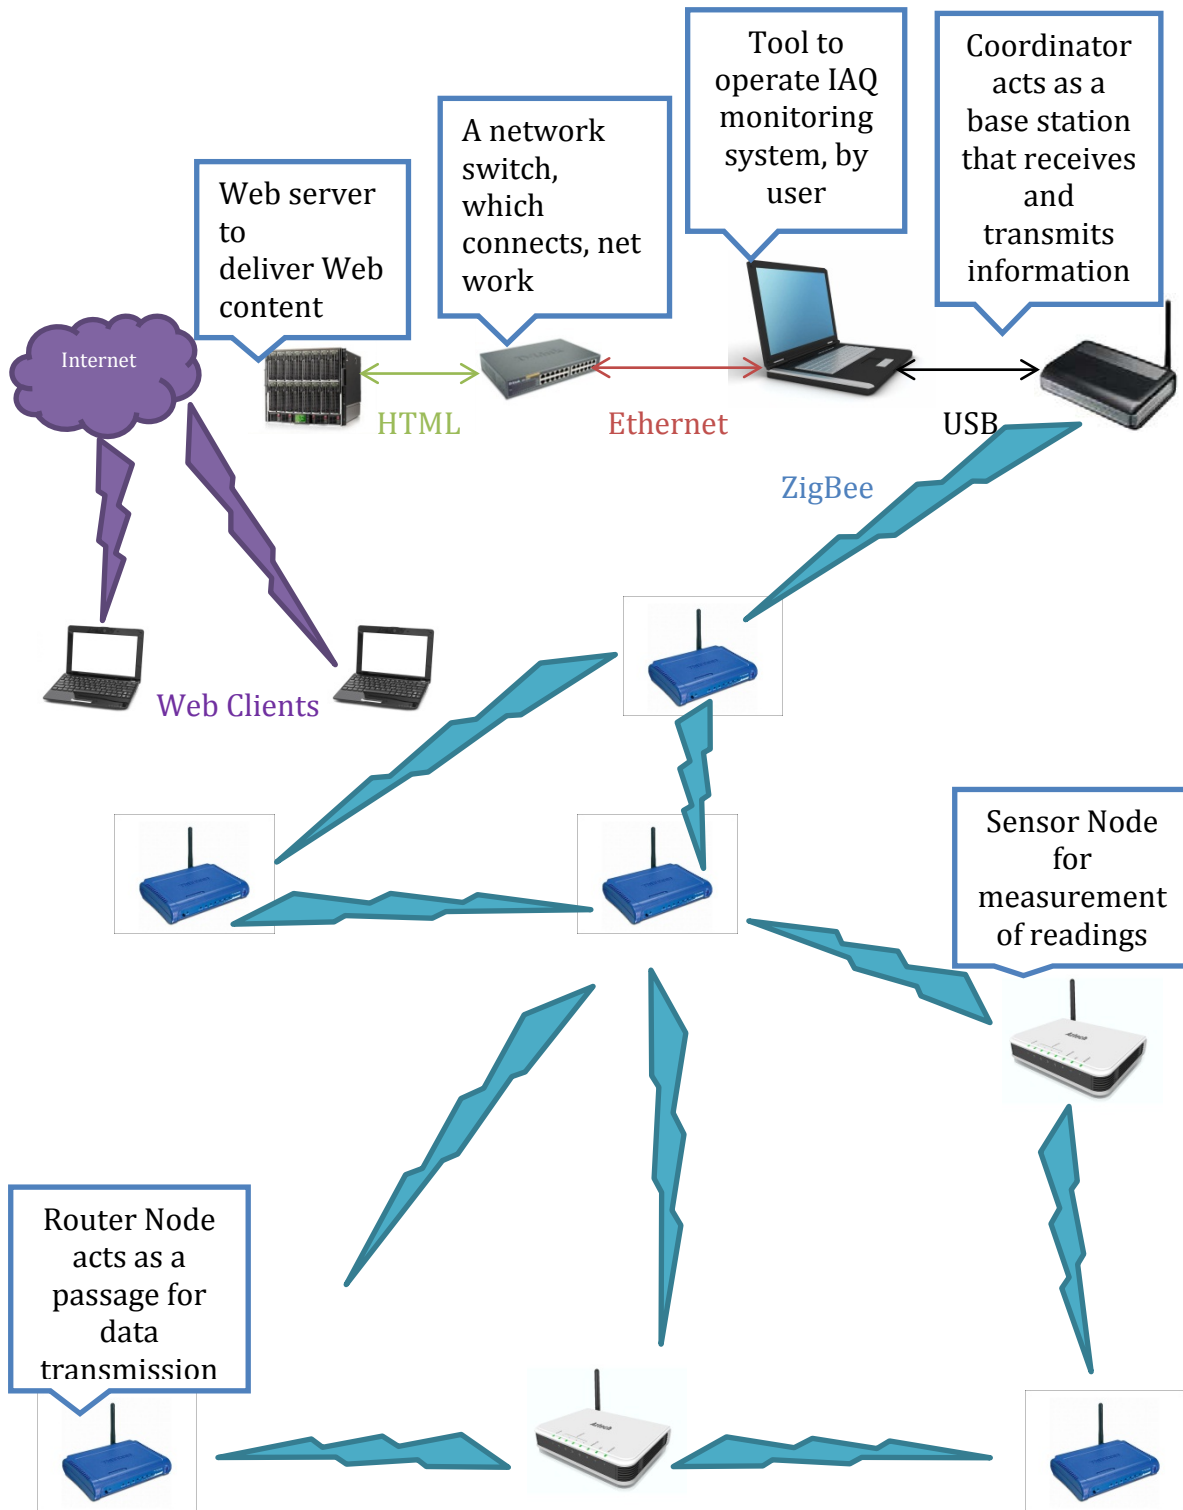 Tool to
operate IAQ
monitoring
system, by
user
Coordinator
acts as a
base station
that receives
and
transmits
information
A network
switch,
which
connects, net
work
Web server
to
deliver Web
content
Internet
HTML
Ethernet
USB
ZigBee
Web Clients
Sensor Node
for
measurement
of readings
Aztech
Router Node
acts as a
passage for
data
transmission
Aztech